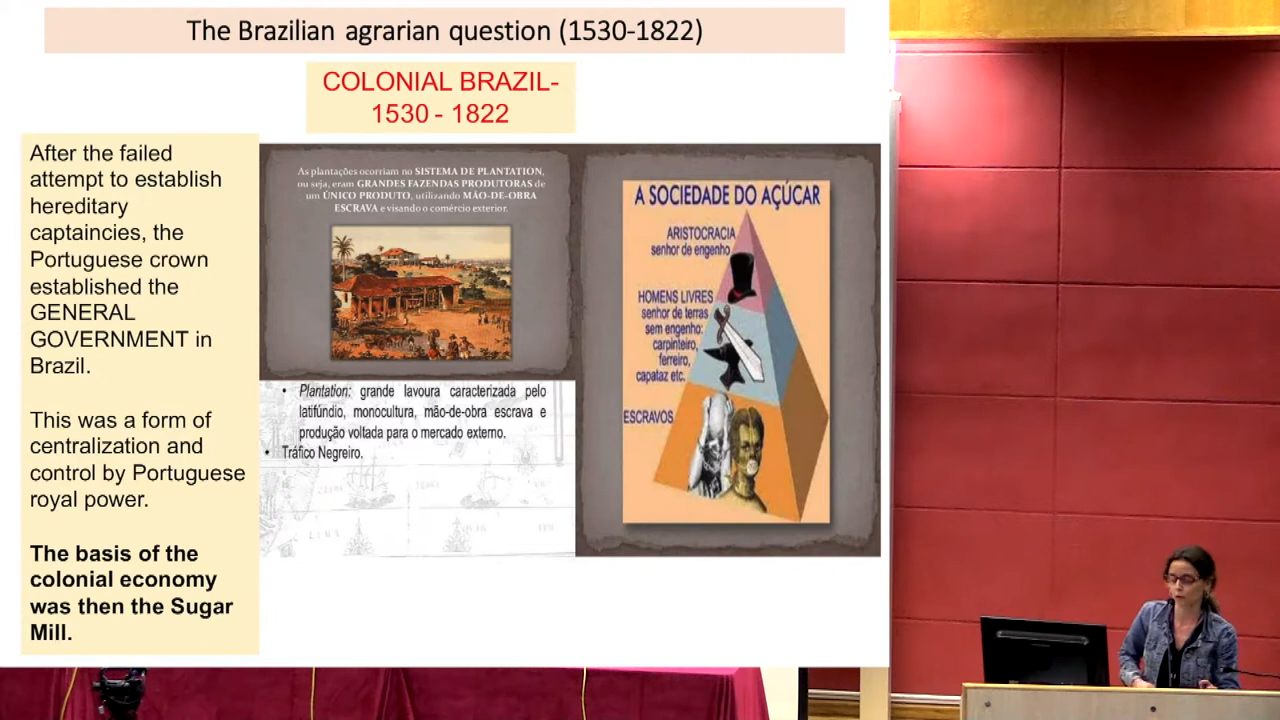 The Brazilian agrarian question (1530-1822)
COLONIAL BRAZIL-
1530 - 1822
After the failed
attempt to establish
hereditary
captaincies, the
Portuguese crown
established the
GENERAL
GOVERNMENT in
Brazil.
This was a form of
centralization and
control by Portuguese
royal power.
The basis of the
colonial economy
was then the Sugar
Mill.
As plantações ocorriam no SISTEMA DE PLANTATION,
ou seja, eram GRANDES FAZENDAS PRODUTORAS de
um ÚNICO PRODUTO, utilizando MÃO-DE-OBRA
ESCRAVA e visando o comércio exterior.
• Plantation: grande lavoura caracterizada pelo
latifúndio, monocultura, mão-de-obra escrava e
produção voltada para o mercado externo.
• Tráfico Negreiro.
A SOCIEDADE DO AÇÚCAR
ARISTOCRACIA
senhor de engenho
HOMENS LIVRES
senhor de terras
sem engenho:
carpinteiro,
ferreiro,
capataz etc.
ESCRAVOS
LIMA